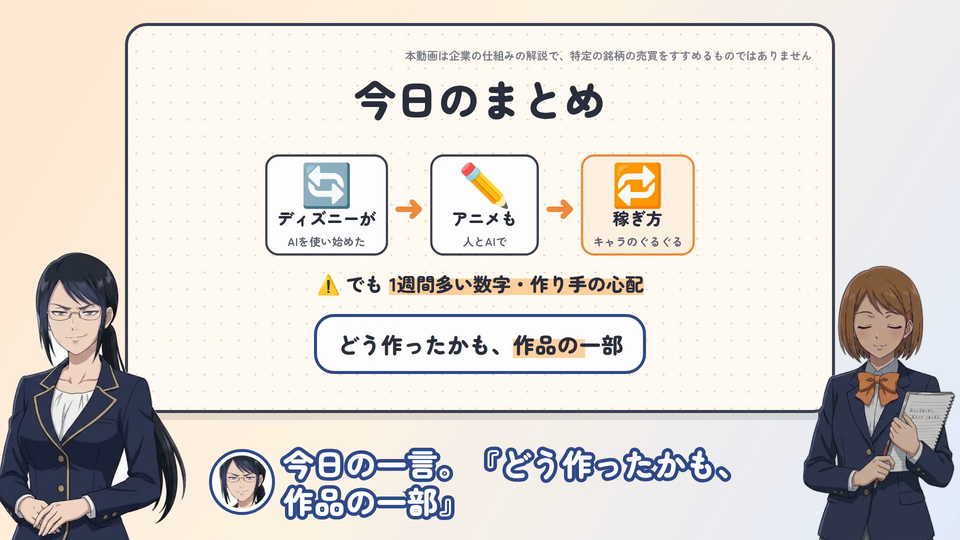 本動画は企業の仕組みの解説で、特定の銘柄の売買をすすめるものではありません
今日のまとめ
ディズニーが
AIを使い始めた
アニメも
人とAIで
稼ぎ方
キャラのぐるぐる
でも 1週間多い数字・作り手の心配
どう作ったかも、作品の一部
今日の一言。『どう作ったかも、
作品の一部』